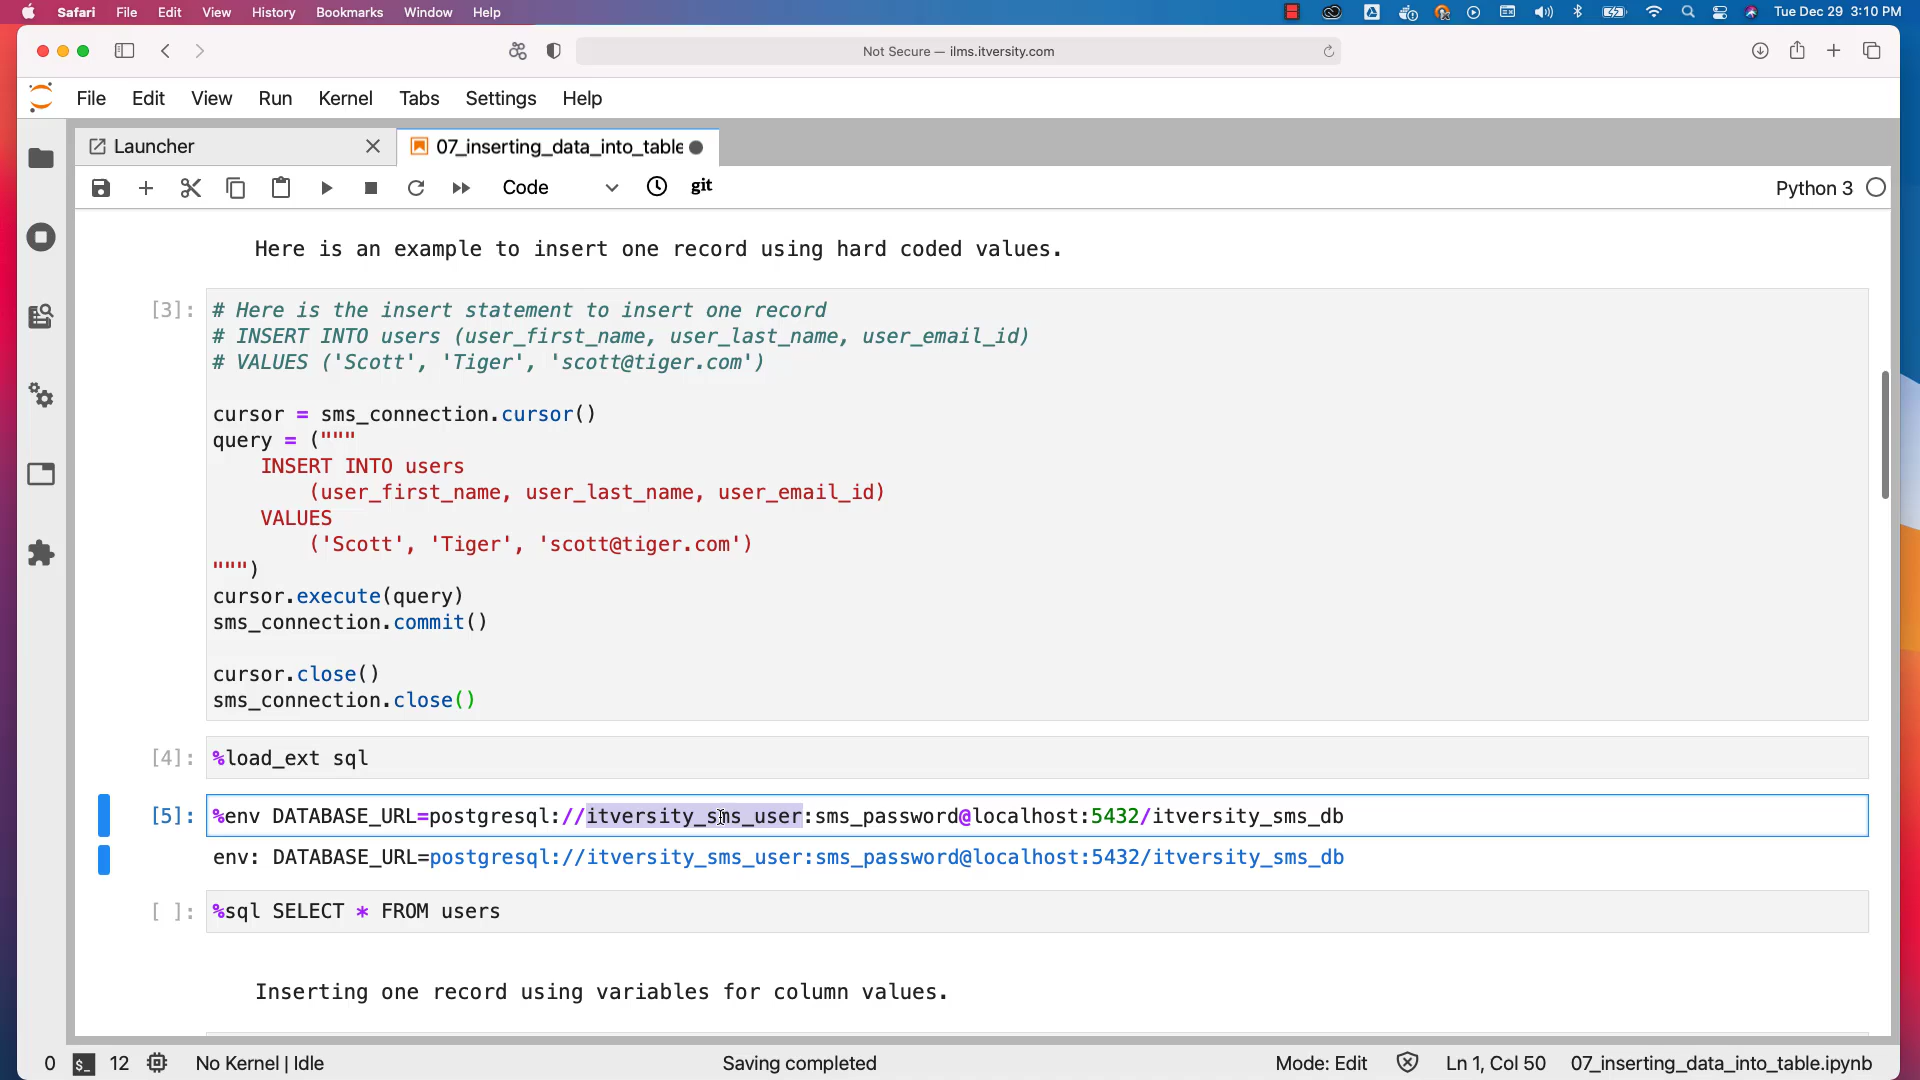 Safari File Edit View History Bookmarks Window Help Tue Dec 29 3:10 PM
Not Secure — ilms.itversity.com
File Edit View Run Kernel Tabs Settings Help
Launcher 07_inserting_data_into_table
Code git Python 3
Here is an example to insert one record using hard coded values.
[3]: # Here is the insert statement to insert one record
# INSERT INTO users (user_first_name, user_last_name, user_email_id)
# VALUES ('Scott', 'Tiger', 'scott@tiger.com')
cursor = sms_connection.cursor()
query = ("""
INSERT INTO users
(user_first_name, user_last_name, user_email_id)
VALUES
('Scott', 'Tiger', 'scott@tiger.com')
""")
cursor.execute(query)
sms_connection.commit()
cursor.close()
sms_connection.close()
[4]: %load_ext sql
[5]: %env DATABASE_URL=postgresql://itversity_sms_user:sms_password@localhost:5432/itversity_sms_db
env: DATABASE_URL=postgresql://itversity_sms_user:sms_password@localhost:5432/itversity_sms_db
[ ]: %sql SELECT * FROM users
Inserting one record using variables for column values.
0 $_ 12 No Kernel | Idle Saving completed Mode: Edit Ln 1, Col 50 07_inserting_data_into_table.ipynb